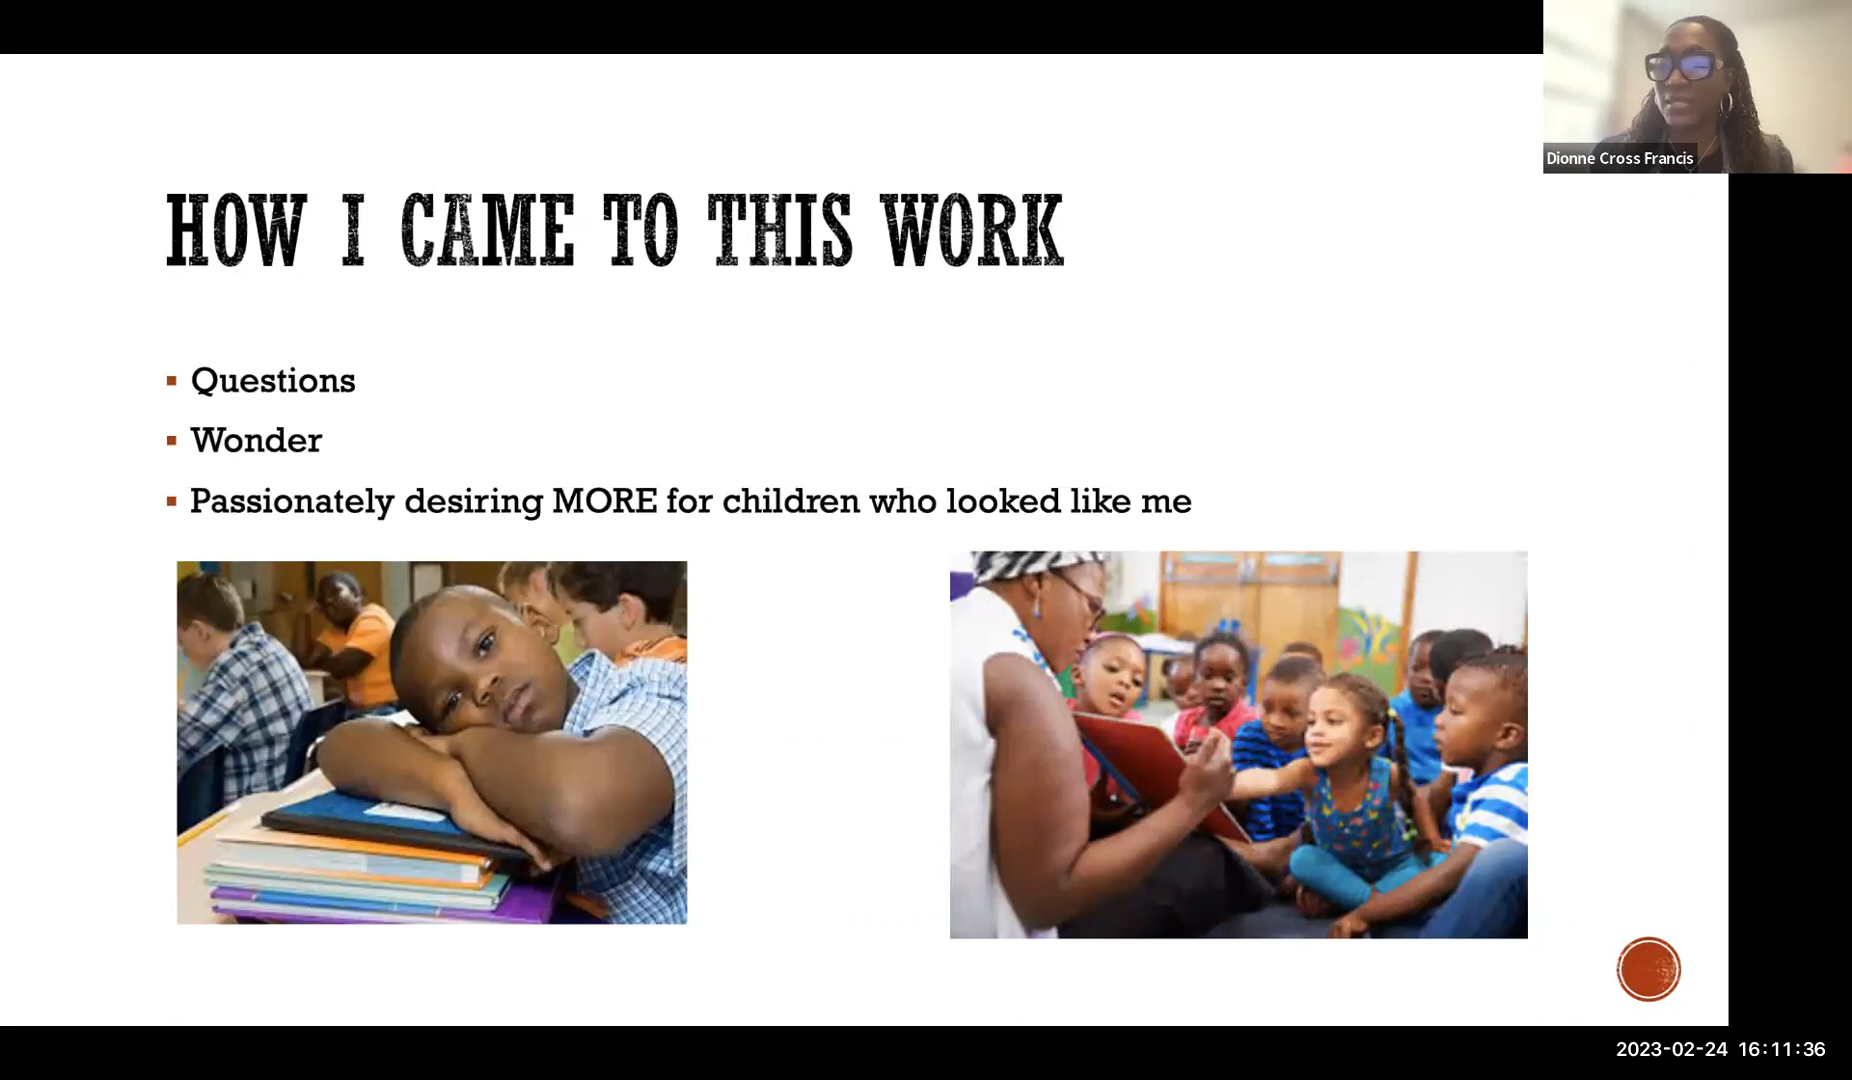 Dionne Cross Francis
HOW I CAME TO THIS WORK
Questions
Wonder
Passionately desiring MORE for children who looked like me
2023-02-24 16:11:36